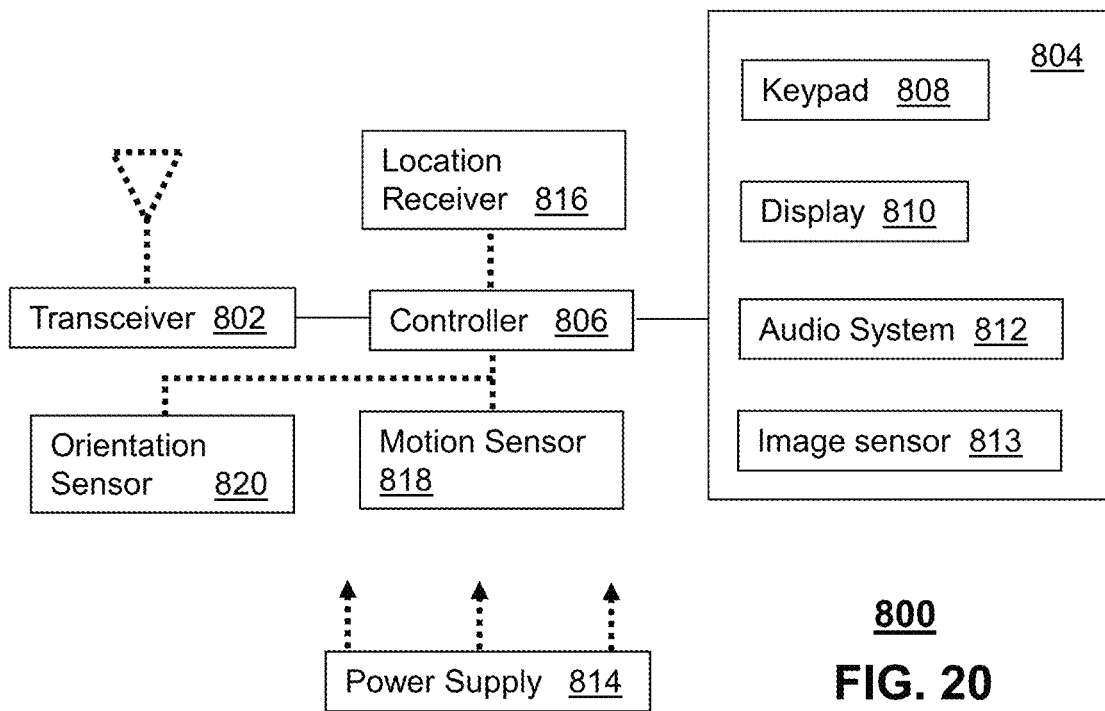 804
Keypad 808
Location
Receiver 816
Display 810
Transceiver 802
Controller 806
Audio System 812
Orientation
Sensor 820
Motion Sensor
818
Image sensor 813
800
Power Supply 814
FIG. 20